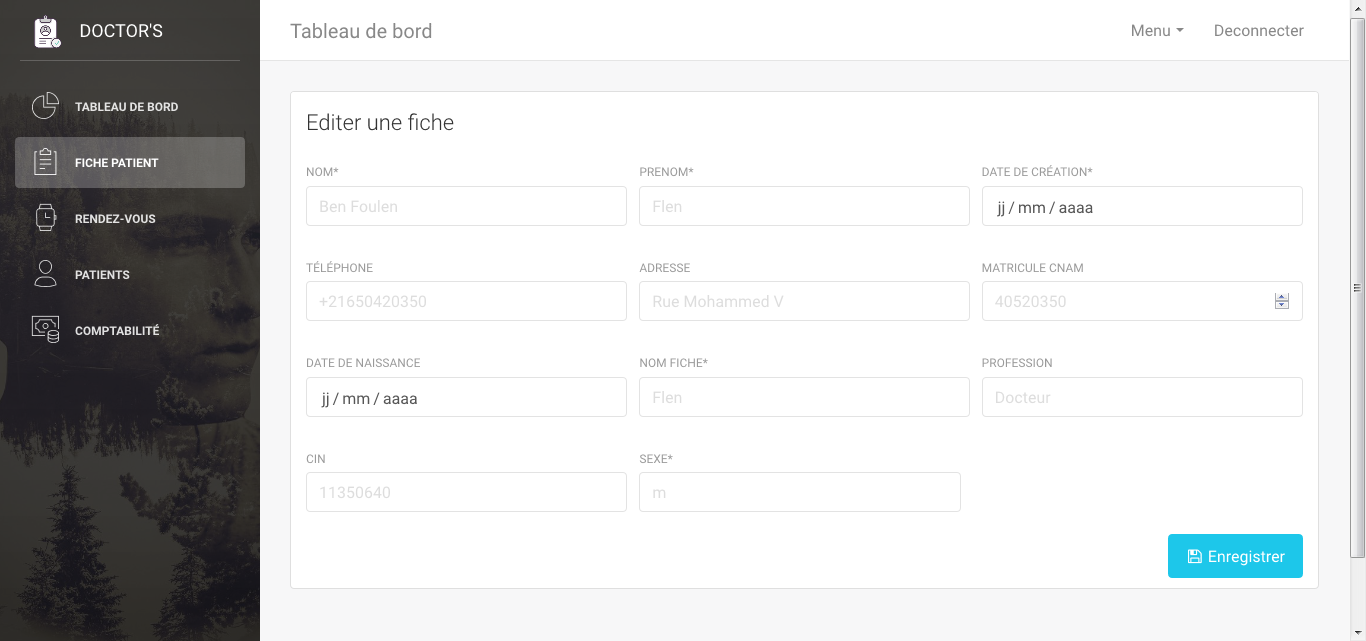 DOCTOR'S
TABLEAU DE BORD
FICHE PATIENT
RENDEZ-VOUS
PATIENTS
COMPTABILITÉ
Tableau de bord
Menu
Deconnecter
Editer une fiche
NOM* PRENOM* DATE DE CRÉATION*
Ben Foulen Flen jj / mm / aaaa
TÉLÉPHONE ADRESSE MATRICULE CNAM
+21650420350 Rue Mohammed V 40520350
DATE DE NAISSANCE NOM FICHE* PROFESSION
jj / mm / aaaa Flen Docteur
CIN SEXE*
11350640 m
Enregistrer